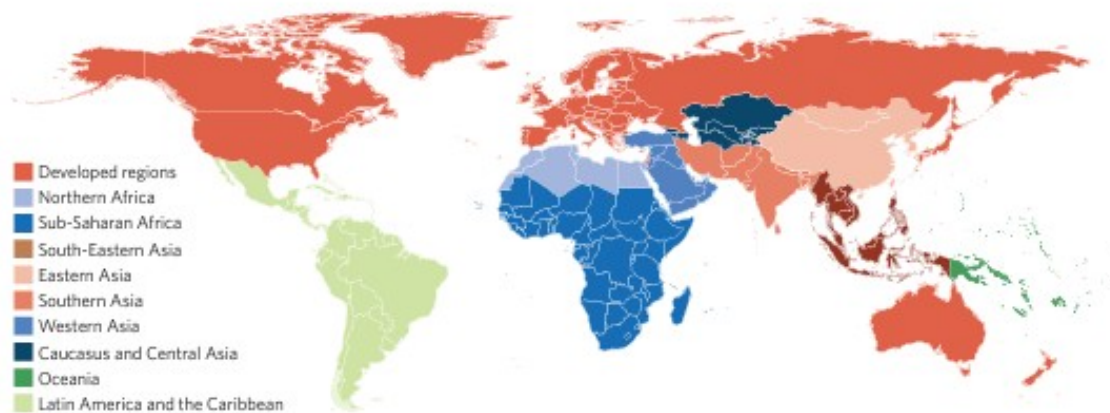 Developed regions
Northern Africa
Sub-Saharan Africa
South-Eastern Asia
Eastern Asia
Southern Asia
Western Asia
Caucasus and Central Asia
Oceania
Latin America and the Caribbean